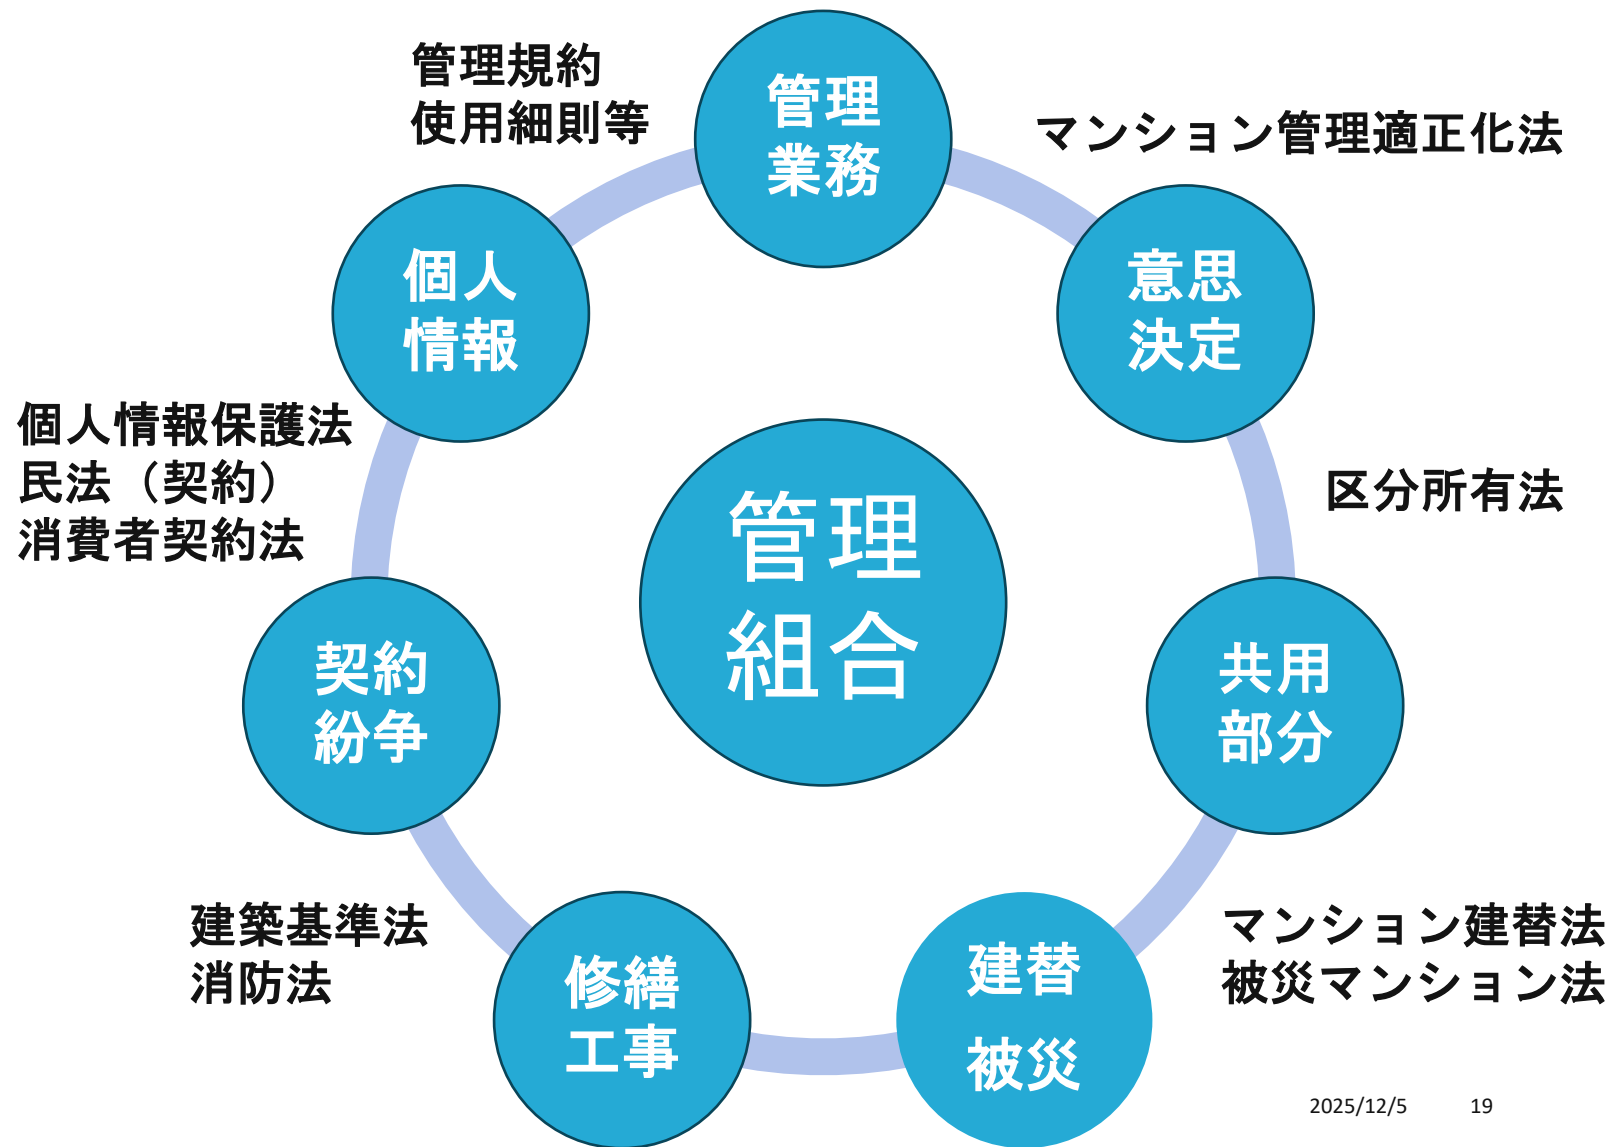 管理規約
使用細則等
管理
業務
マンション管理適正化法
個人
情報
意思
決定
個人情報保護法
民法（契約）
消費者契約法
区分所有法
管理
組合
契約
紛争
共用
部分
建築基準法
消防法
修繕
工事
建替
被災
マンション建替法
被災マンション法
2025/12/5 19